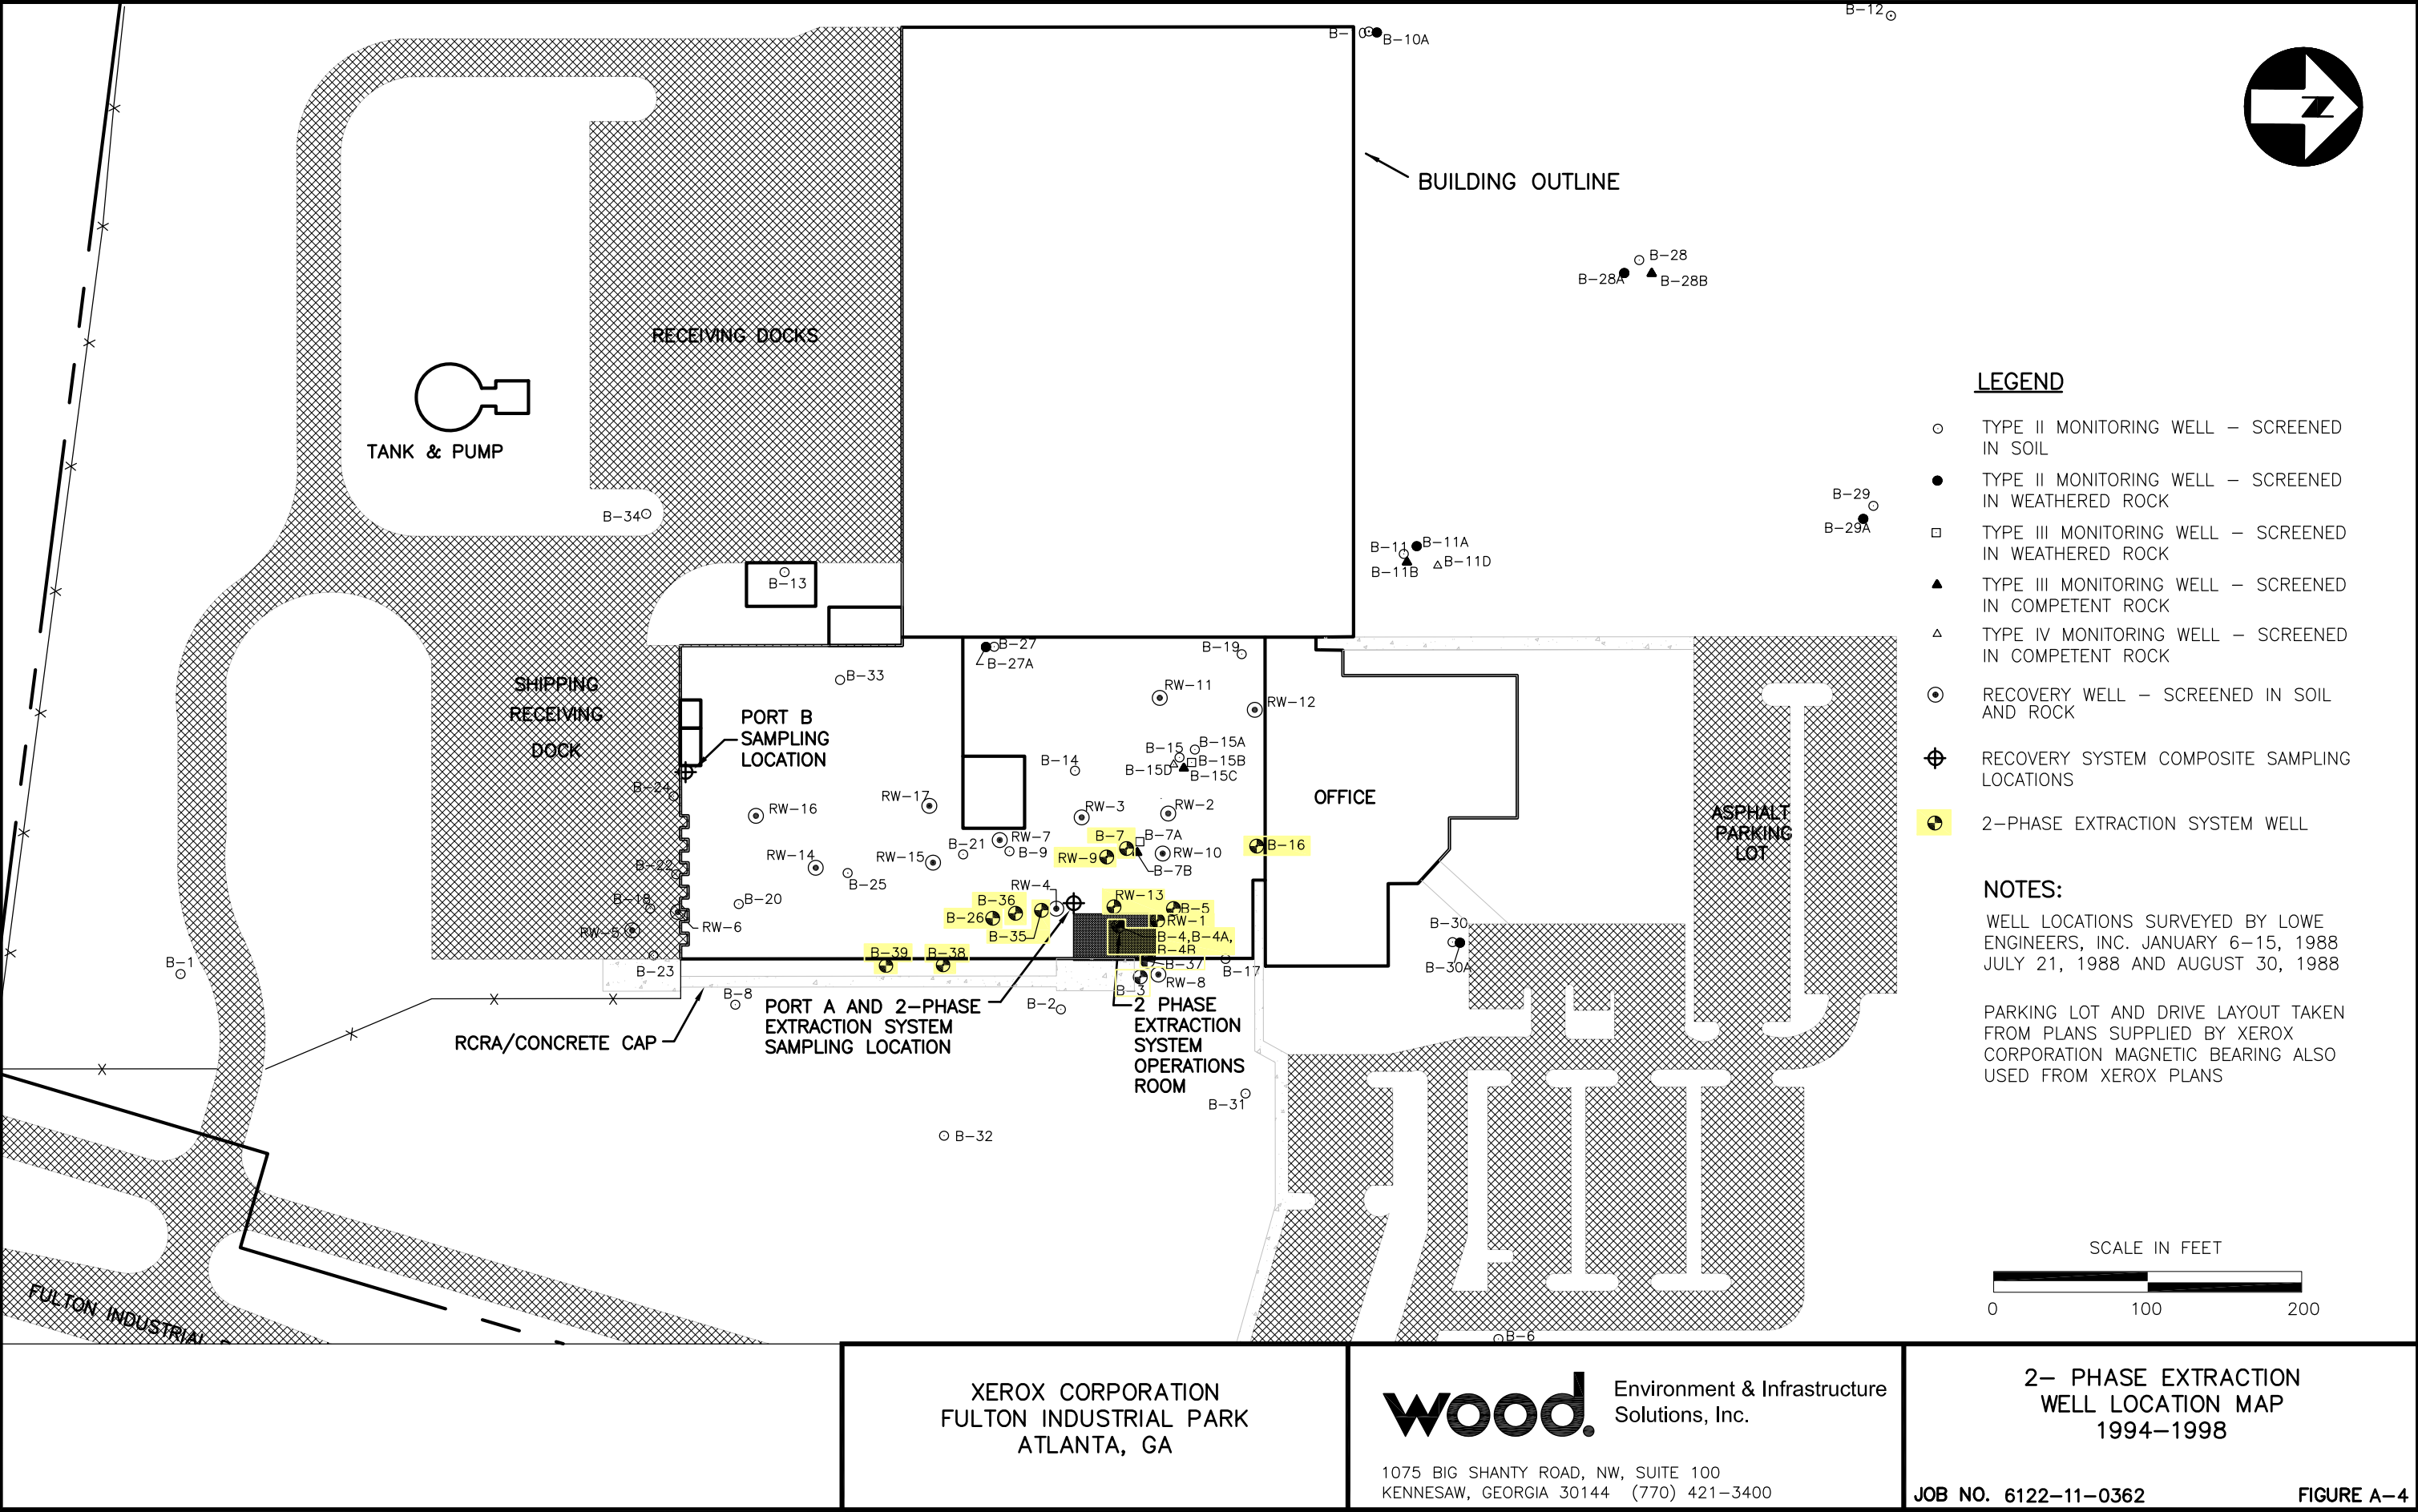 B-12
B-10A
BUILDING OUTLINE
B-28
B-28A
B-28B
RECEIVING DOCKS
TANK & PUMP
B-34
B-13
B-29
B-29A
B-11
B-11A
B-11B
B-11D
LEGEND
TYPE II MONITORING WELL – SCREENED
IN SOIL
TYPE II MONITORING WELL – SCREENED
IN WEATHERED ROCK
TYPE III MONITORING WELL – SCREENED
IN WEATHERED ROCK
TYPE III MONITORING WELL – SCREENED
IN COMPETENT ROCK
TYPE IV MONITORING WELL – SCREENED
IN COMPETENT ROCK
RECOVERY WELL – SCREENED IN SOIL
AND ROCK
RECOVERY SYSTEM COMPOSITE SAMPLING
LOCATIONS
2-PHASE EXTRACTION SYSTEM WELL
NOTES:
WELL LOCATIONS SURVEYED BY LOWE
ENGINEERS, INC. JANUARY 6-15, 1988
JULY 21, 1988 AND AUGUST 30, 1988
PARKING LOT AND DRIVE LAYOUT TAKEN
FROM PLANS SUPPLIED BY XEROX
CORPORATION MAGNETIC BEARING ALSO
USED FROM XEROX PLANS
B-27
B-27A
B-19
B-33
RW-11
RW-12
SHIPPING
RECEIVING
DOCK
PORT B
SAMPLING
LOCATION
B-14
B-15
B-15A
B-15B
B-15D
B-15C
B-24
RW-16
RW-17
RW-3
RW-2
OFFICE
ASPHALT
PARKING
LOT
RW-7
B-7
B-7A
B-16
RW-14
RW-15
B-21
B-9
RW-9
RW-10
B-7B
B-22
B-25
RW-4
B-18
B-20
B-36
RW-13
B-5
B-26
RW-1
RW-5
RW-6
B-35
B-4,B-4A,
B-4B
B-30
B-30A
B-1
B-23
B-39
B-38
B-37
B-17
B-3
RW-8
B-8
B-2
RCRA/CONCRETE CAP
PORT A AND 2-PHASE
EXTRACTION SYSTEM
SAMPLING LOCATION
2 PHASE
EXTRACTION
SYSTEM
OPERATIONS
ROOM
B-31
B-32
B-6
FULTON INDUSTRIAL
SCALE IN FEET
0 100 200
XEROX CORPORATION
FULTON INDUSTRIAL PARK
ATLANTA, GA
wood.
Environment & Infrastructure
Solutions, Inc.
1075 BIG SHANTY ROAD, NW, SUITE 100
KENNESAW, GEORGIA 30144 (770) 421-3400
2- PHASE EXTRACTION
WELL LOCATION MAP
1994-1998
JOB NO. 6122-11-0362 FIGURE A-4